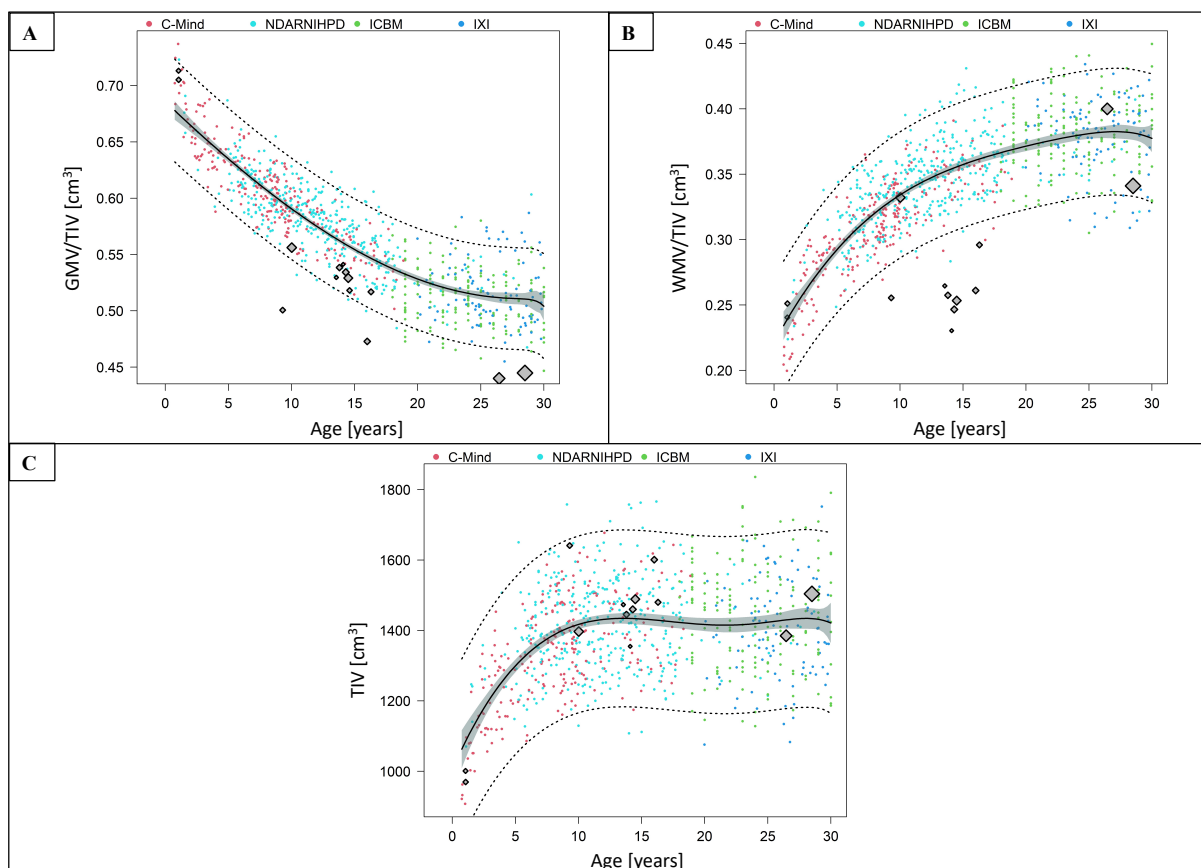 A
C-Mind NDARNIHPD ICBM IXI
GMV/TIV [cm³]
0.70
0.65
0.60
0.55
0.50
0.45
0 5 10 15 20 25 30
Age [years]
B
C-Mind NDARNIHPD ICBM IXI
WMV/TIV [cm³]
0.45
0.40
0.35
0.30
0.25
0.20
0 5 10 15 20 25 30
Age [years]
C
C-Mind NDARNIHPD ICBM IXI
TIV [cm³]
1800
1600
1400
1200
1000
0 5 10 15 20 25 30
Age [years]